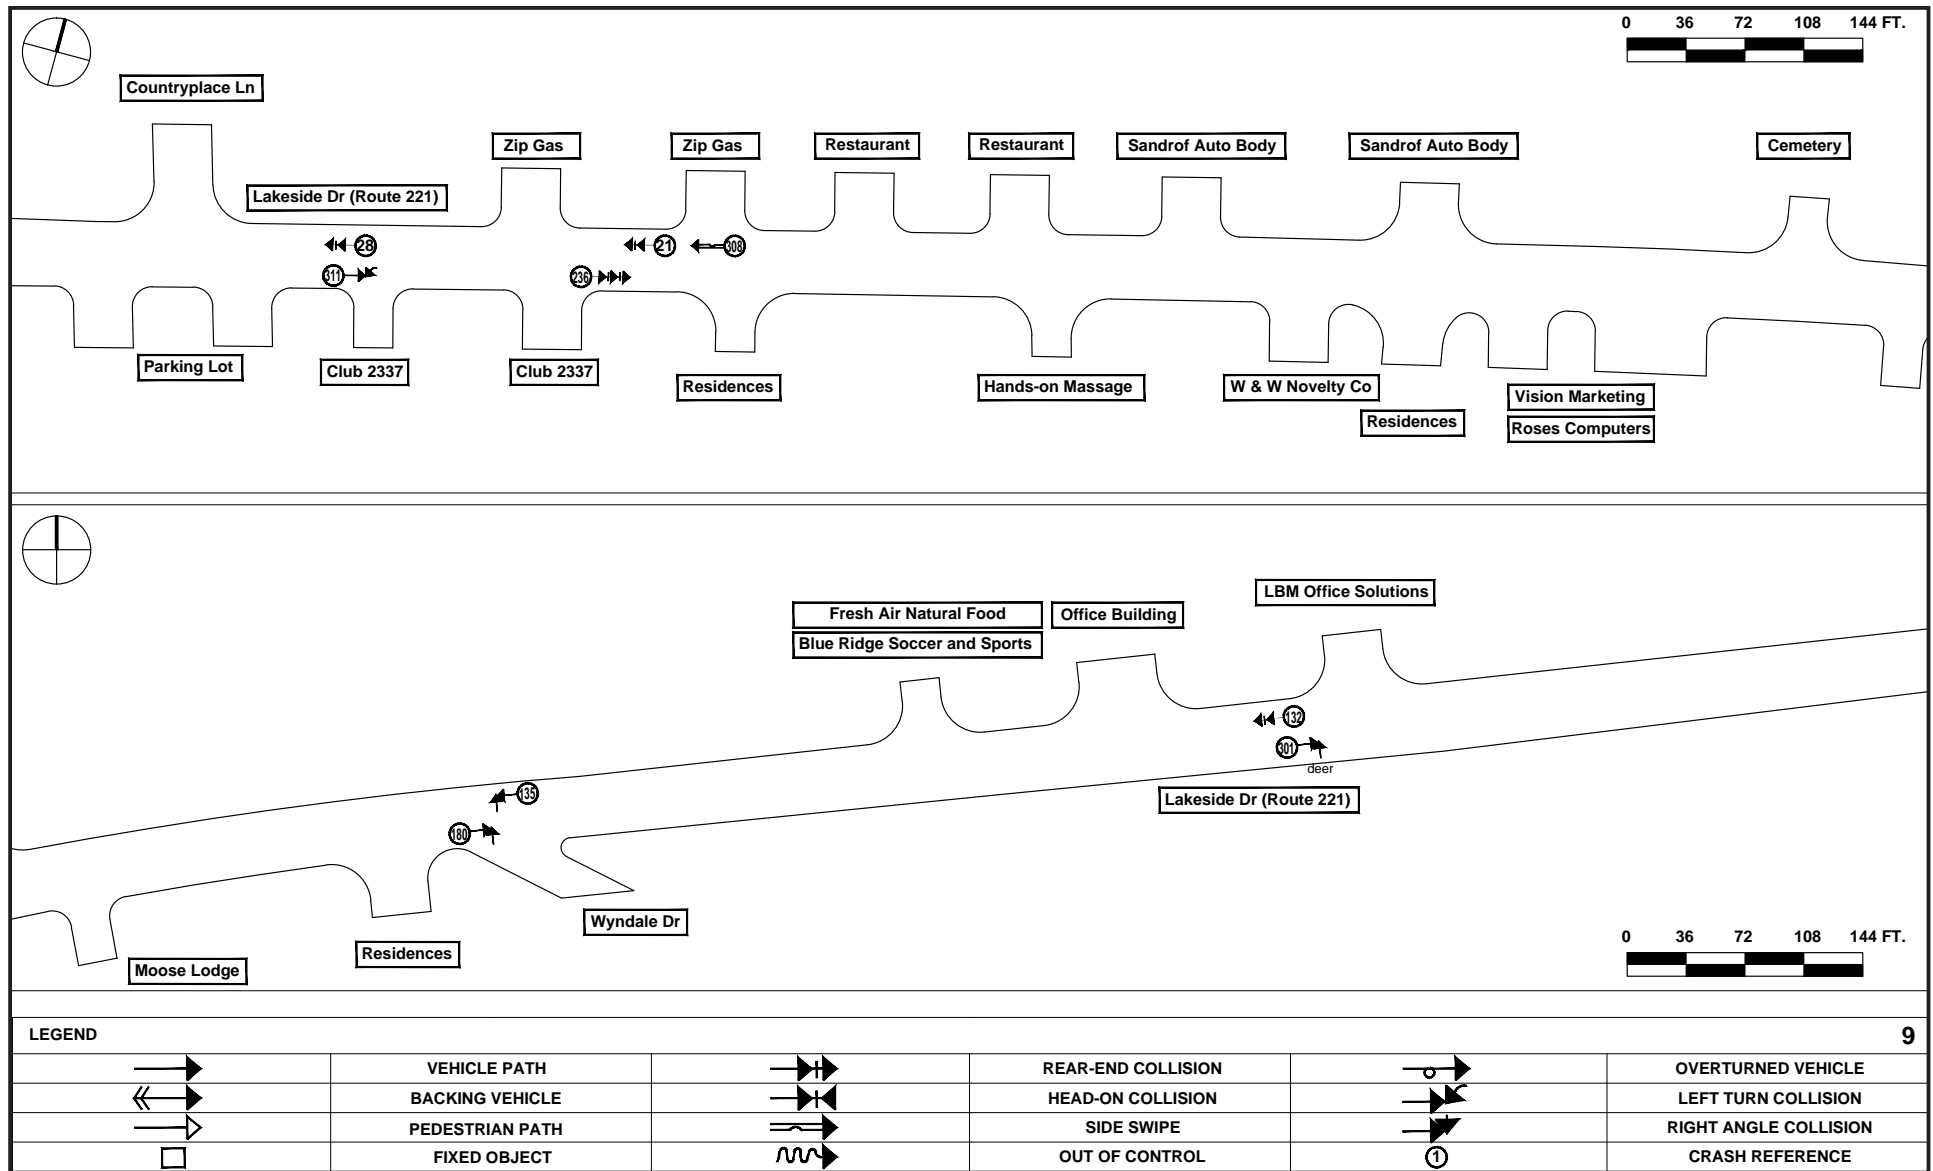 0 36 72 108 144 FT.
Countryplace Ln
Zip Gas
Zip Gas
Restaurant
Restaurant
Sandrof Auto Body
Sandrof Auto Body
Cemetery
Lakeside Dr (Route 221)
28
21
308
311
236
Parking Lot
Club 2337
Club 2337
Residences
Hands-on Massage
W & W Novelty Co
Residences
Vision Marketing
Roses Computers
LBM Office Solutions
Fresh Air Natural Food
Blue Ridge Soccer and Sports
Office Building
132
301
deer
Lakeside Dr (Route 221)
135
180
Wyndale Dr
Residences
Moose Lodge
0 36 72 108 144 FT.
LEGEND
9
VEHICLE PATH
REAR-END COLLISION
OVERTURNED VEHICLE
BACKING VEHICLE
HEAD-ON COLLISION
LEFT TURN COLLISION
PEDESTRIAN PATH
SIDE SWIPE
RIGHT ANGLE COLLISION
FIXED OBJECT
OUT OF CONTROL
1
CRASH REFERENCE